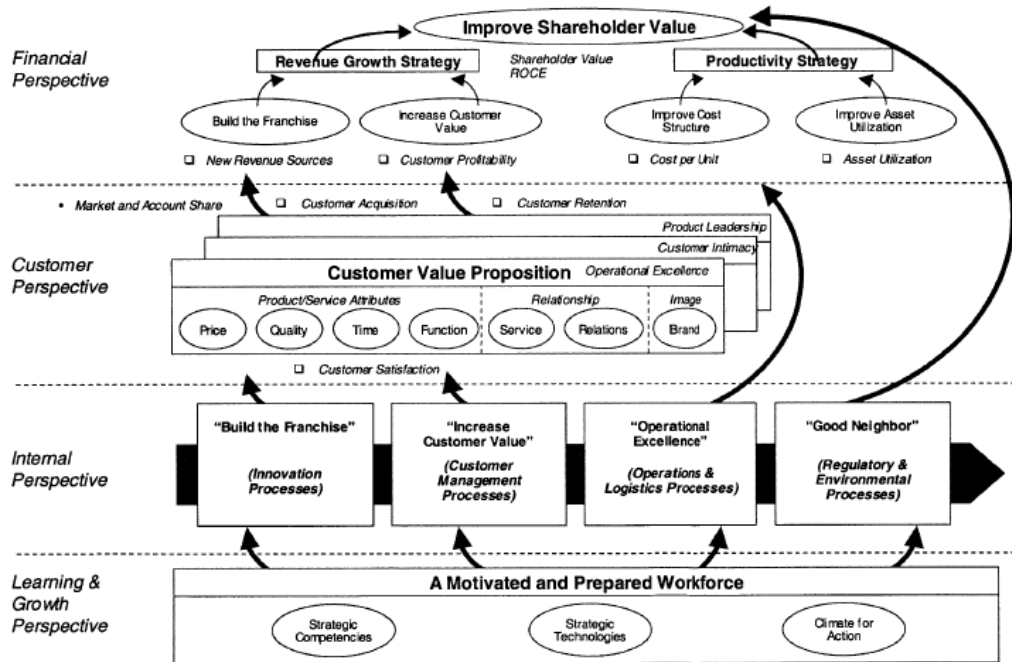 Financial
Perspective
Improve Shareholder Value
Revenue Growth Strategy
Shareholder Value
ROCE
Productivity Strategy
Build the Franchise
Increase Customer
Value
Improve Cost
Structure
Improve Asset
Utilization
New Revenue Sources
Customer Profitability
Cost per Unit
Asset Utilization
Customer
Perspective
• Market and Account Share
Customer Acquisition
Customer Retention
Product Leadership
Customer Intimacy
Customer Value Proposition
Operational Excellence
Product/Service Attributes
Relationship
Image
Price
Quality
Time
Function
Service
Relations
Brand
Customer Satisfaction
Internal
Perspective
“Build the Franchise”
(Innovation
Processes)
“Increase
Customer Value”
(Customer
Management
Processes)
“Operational
Excellence”
(Operations &
Logistics Processes)
“Good Neighbor”
(Regulatory &
Environmental
Processes)
Learning &
Growth
Perspective
A Motivated and Prepared Workforce
Strategic
Competencies
Strategic
Technologies
Climate for
Action